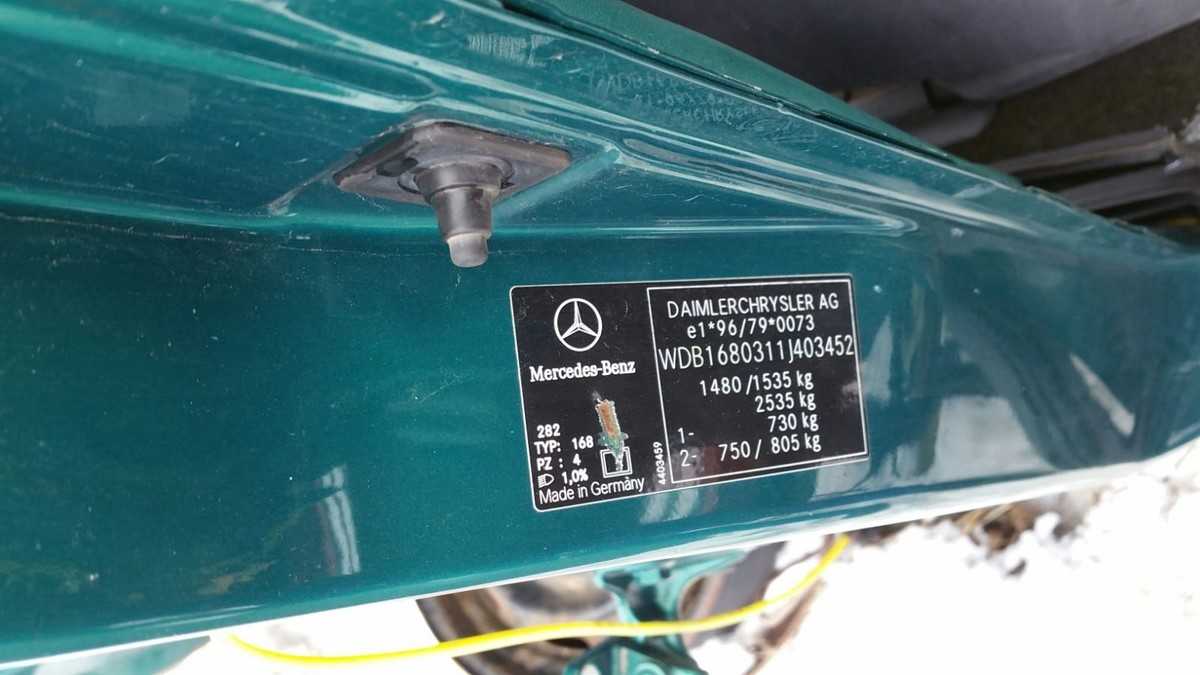 Mercedes-Benz
282
TYP: 168
PZ : 4
1,0%
Made in Germany
4403459
DAIMLERCHRYSLER AG
e1*96/79*0073
WDB1680311J403452
1480/1535 kg
2535 kg
1- 730 kg
2- 750/ 805 kg